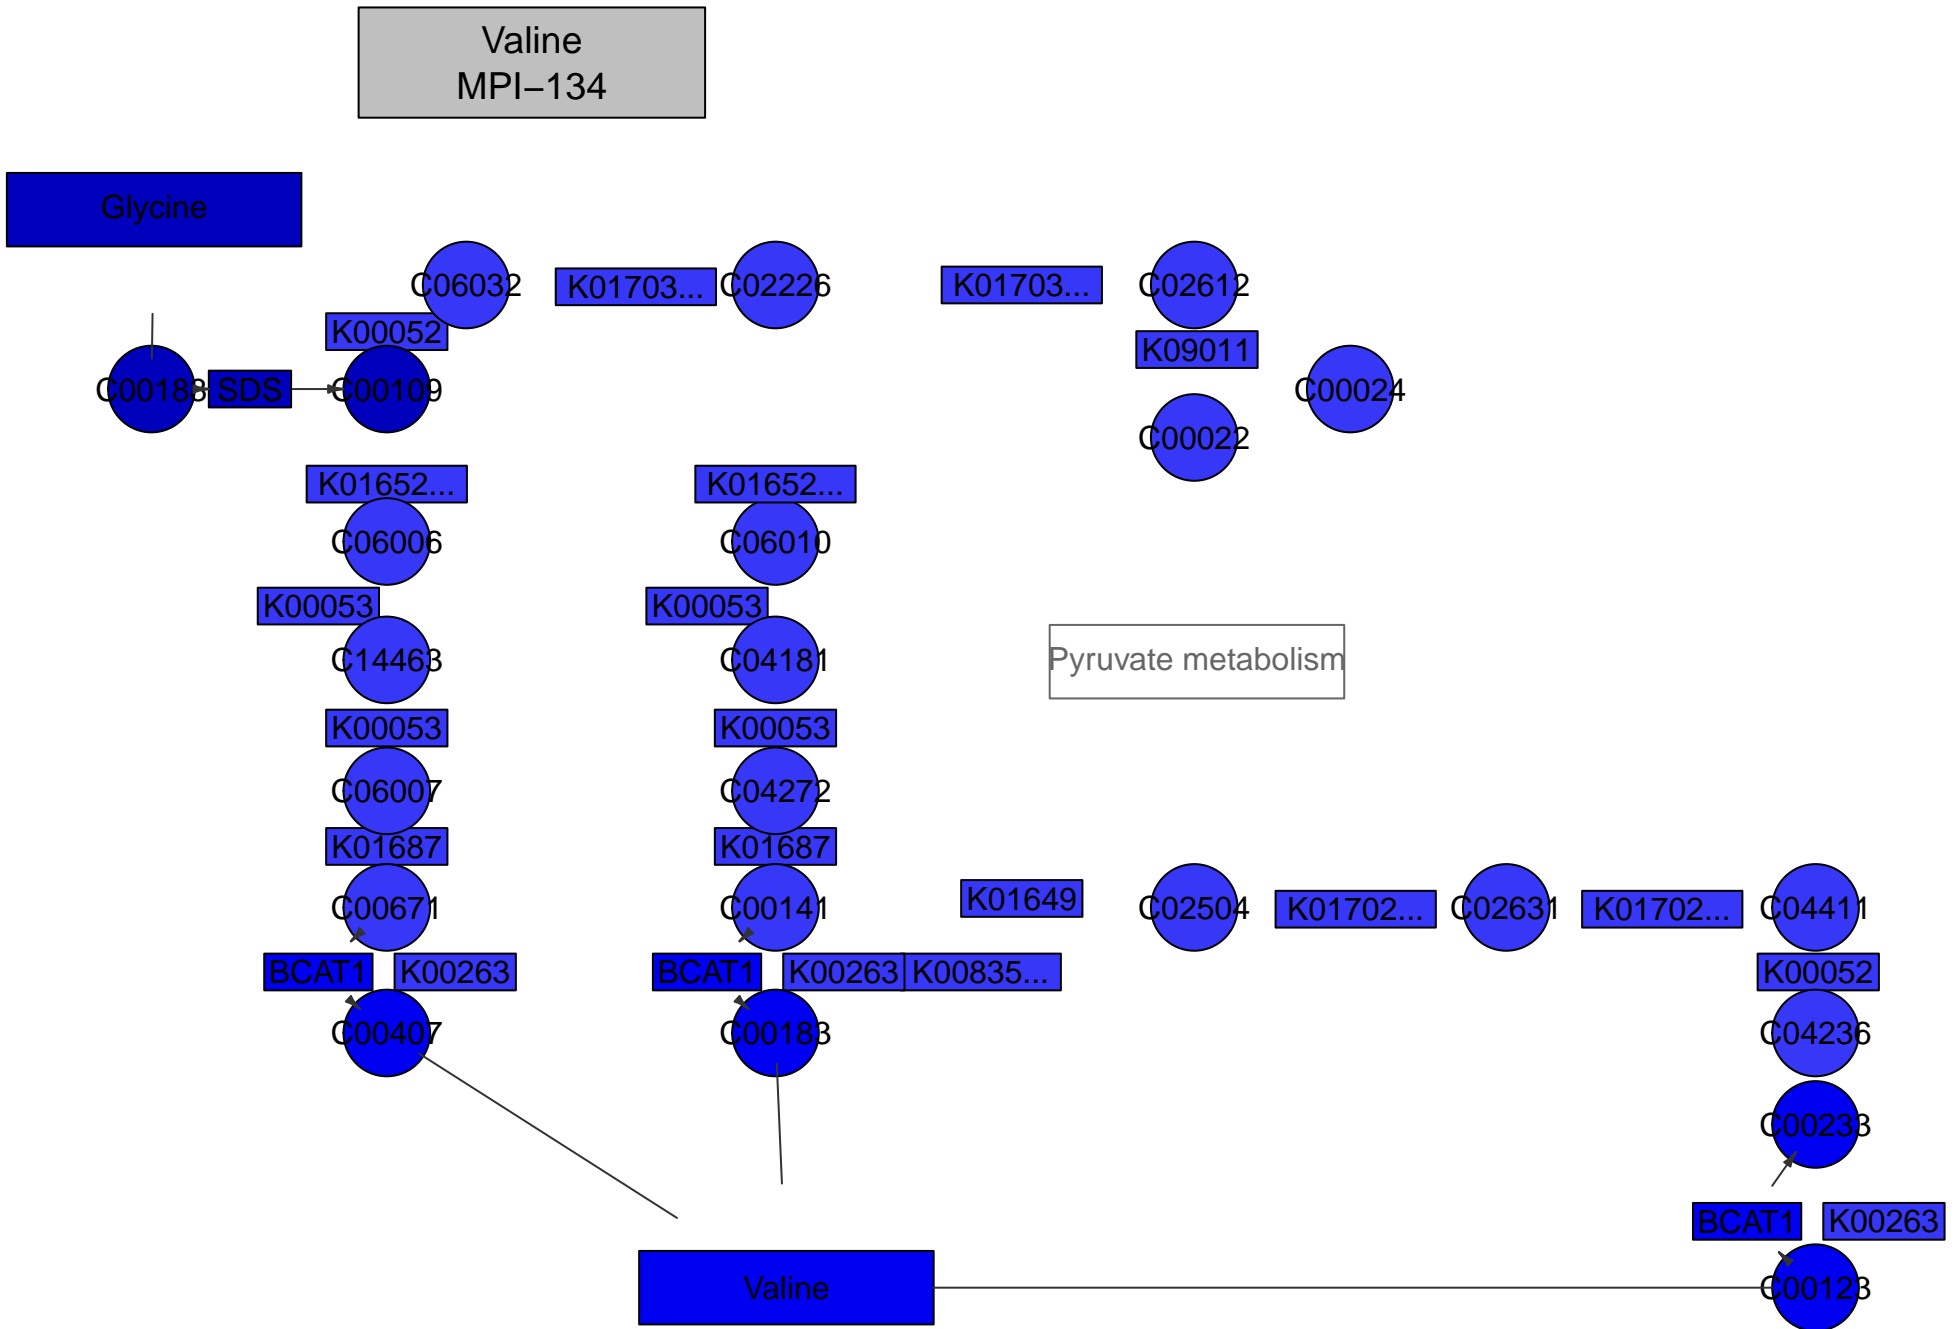 Valine
MPI−134
Glycine
C06032
K01703...
C02226
K01703...
C02612
K00052
K09011
C00188
SDS
C00109
C00024
C00022
K01652...
K01652...
C06006
C06010
K00053
K00053
C14463
C04181
Pyruvate metabolism
K00053
K00053
C06007
C04272
K01687
K01687
C00671
C00141
K01649
C02504
K01702...
C02631
K01702...
C04411
BCAT1
K00263
BCAT1
K00263
K00835...
K00052
C00407
C00183
C04236
C00233
BCAT1
K00263
Valine
C00123